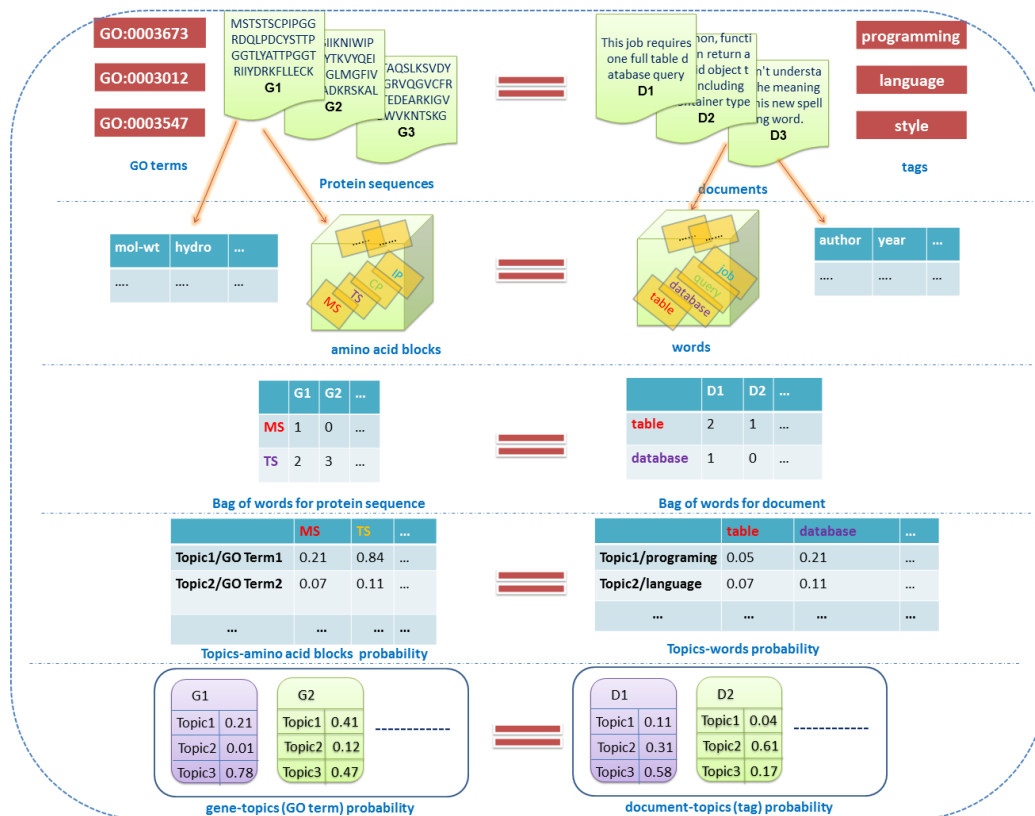 GO:0003673
GO:0003012
GO:0003547
GO terms
MSTSTSCPIPGG
RDQLPDCYSTTP
GGTLYATTPGGT
RIIYDRKFLLECK
G1
GIIKNIWIP
YTKVYQEI
GLMGFIV
ADKRSKAL
G2
TAQSLKSVDY
GRVQGVCFR
TEDEARKIGV
WVKNTSKG
G3
Protein sequences
This job requires
one full table d
atabase query
D1
non, functi
n return a
id object t
ncluding
ontainer type
D2
n't understa
he meaning
his new spell
ng word.
D3
documents
programming
language
style
tags
mol-wt hydro ...
.... .... ...
......
......
IP
CP
TS
MS
amino acid blocks
......
......
job
query
database
table
words
author year ...
.... .... ...
G1 G2 ...
MS 1 0 ...
TS 2 3 ...
Bag of words for protein sequence
D1 D2 ...
table 2 1 ...
database 1 0 ...
Bag of words for document
MS TS ...
Topic1/GO Term1 0.21 0.84 ...
Topic2/GO Term2 0.07 0.11 ...
... ... ... ...
Topics-amino acid blocks probability
table database ...
Topic1/programing 0.05 0.21 ...
Topic2/language 0.07 0.11 ...
... ... ... ...
Topics-words probability
G1
Topic1 0.21
Topic2 0.01
Topic3 0.78
G2
Topic1 0.41
Topic2 0.12
Topic3 0.47
gene-topics (GO term) probability
D1
Topic1 0.11
Topic2 0.31
Topic3 0.58
D2
Topic1 0.04
Topic2 0.61
Topic3 0.17
document-topics (tag) probability